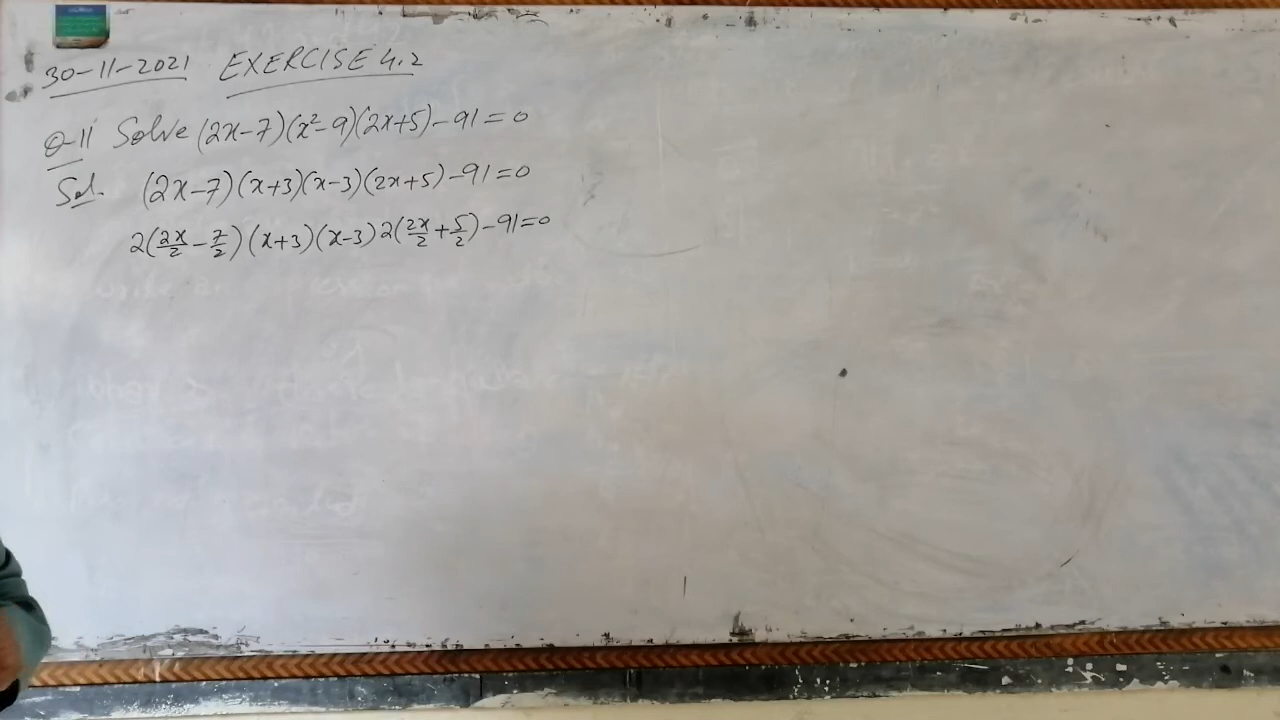 30-11-2021 EXERCISE 4.2
Q-11 Solve (2x-7)(x²-9)(2x+5)-91=0
Sol. (2x-7)(x+3)(x-3)(2x+5)-91=0
2(2x/2-7/2)(x+3)(x-3)2(2x/2+5/2)-91=0